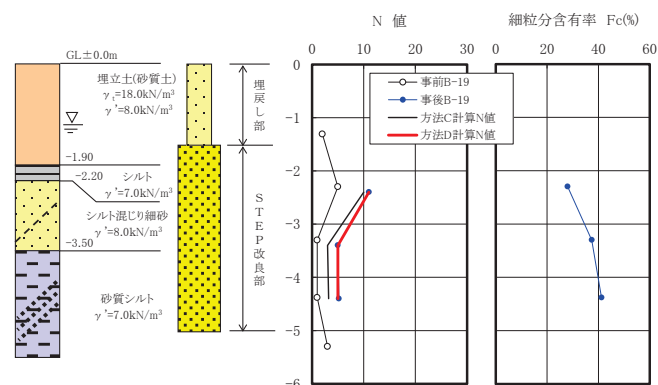 N 値
細粒分含有率 Fc(%)
GL±0.0m
埋立土(砂質土)
γt=18.0kN/m³
γ'=8.0kN/m³
-1.90
-2.20 シルト
γ'=7.0kN/m³
シルト混じり細砂
γ'=8.0kN/m³
-3.50
砂質シルト
γ'=7.0kN/m³
埋戻し部
STEP改良部
0 10 20 30
0
-1
-2
-3
-4
-5
-6
事前B-19
事後B-19
方法C計算N値
方法D計算N値
0 20 40 60